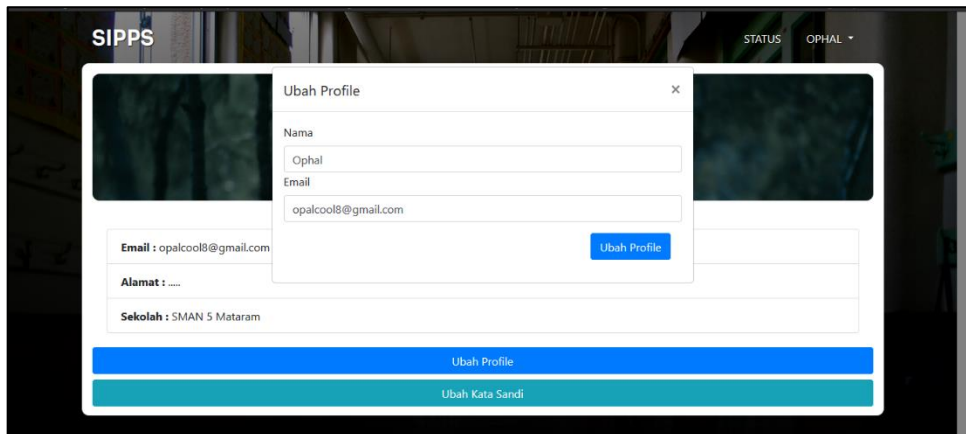 SIPPS
STATUS OPHAL
Ubah Profile ×
Nama
Ophal
Email
opalcool8@gmail.com
Ubah Profile
Email : opalcool8@gmail.com
Alamat : .....
Sekolah : SMAN 5 Mataram
Ubah Profile
Ubah Kata Sandi